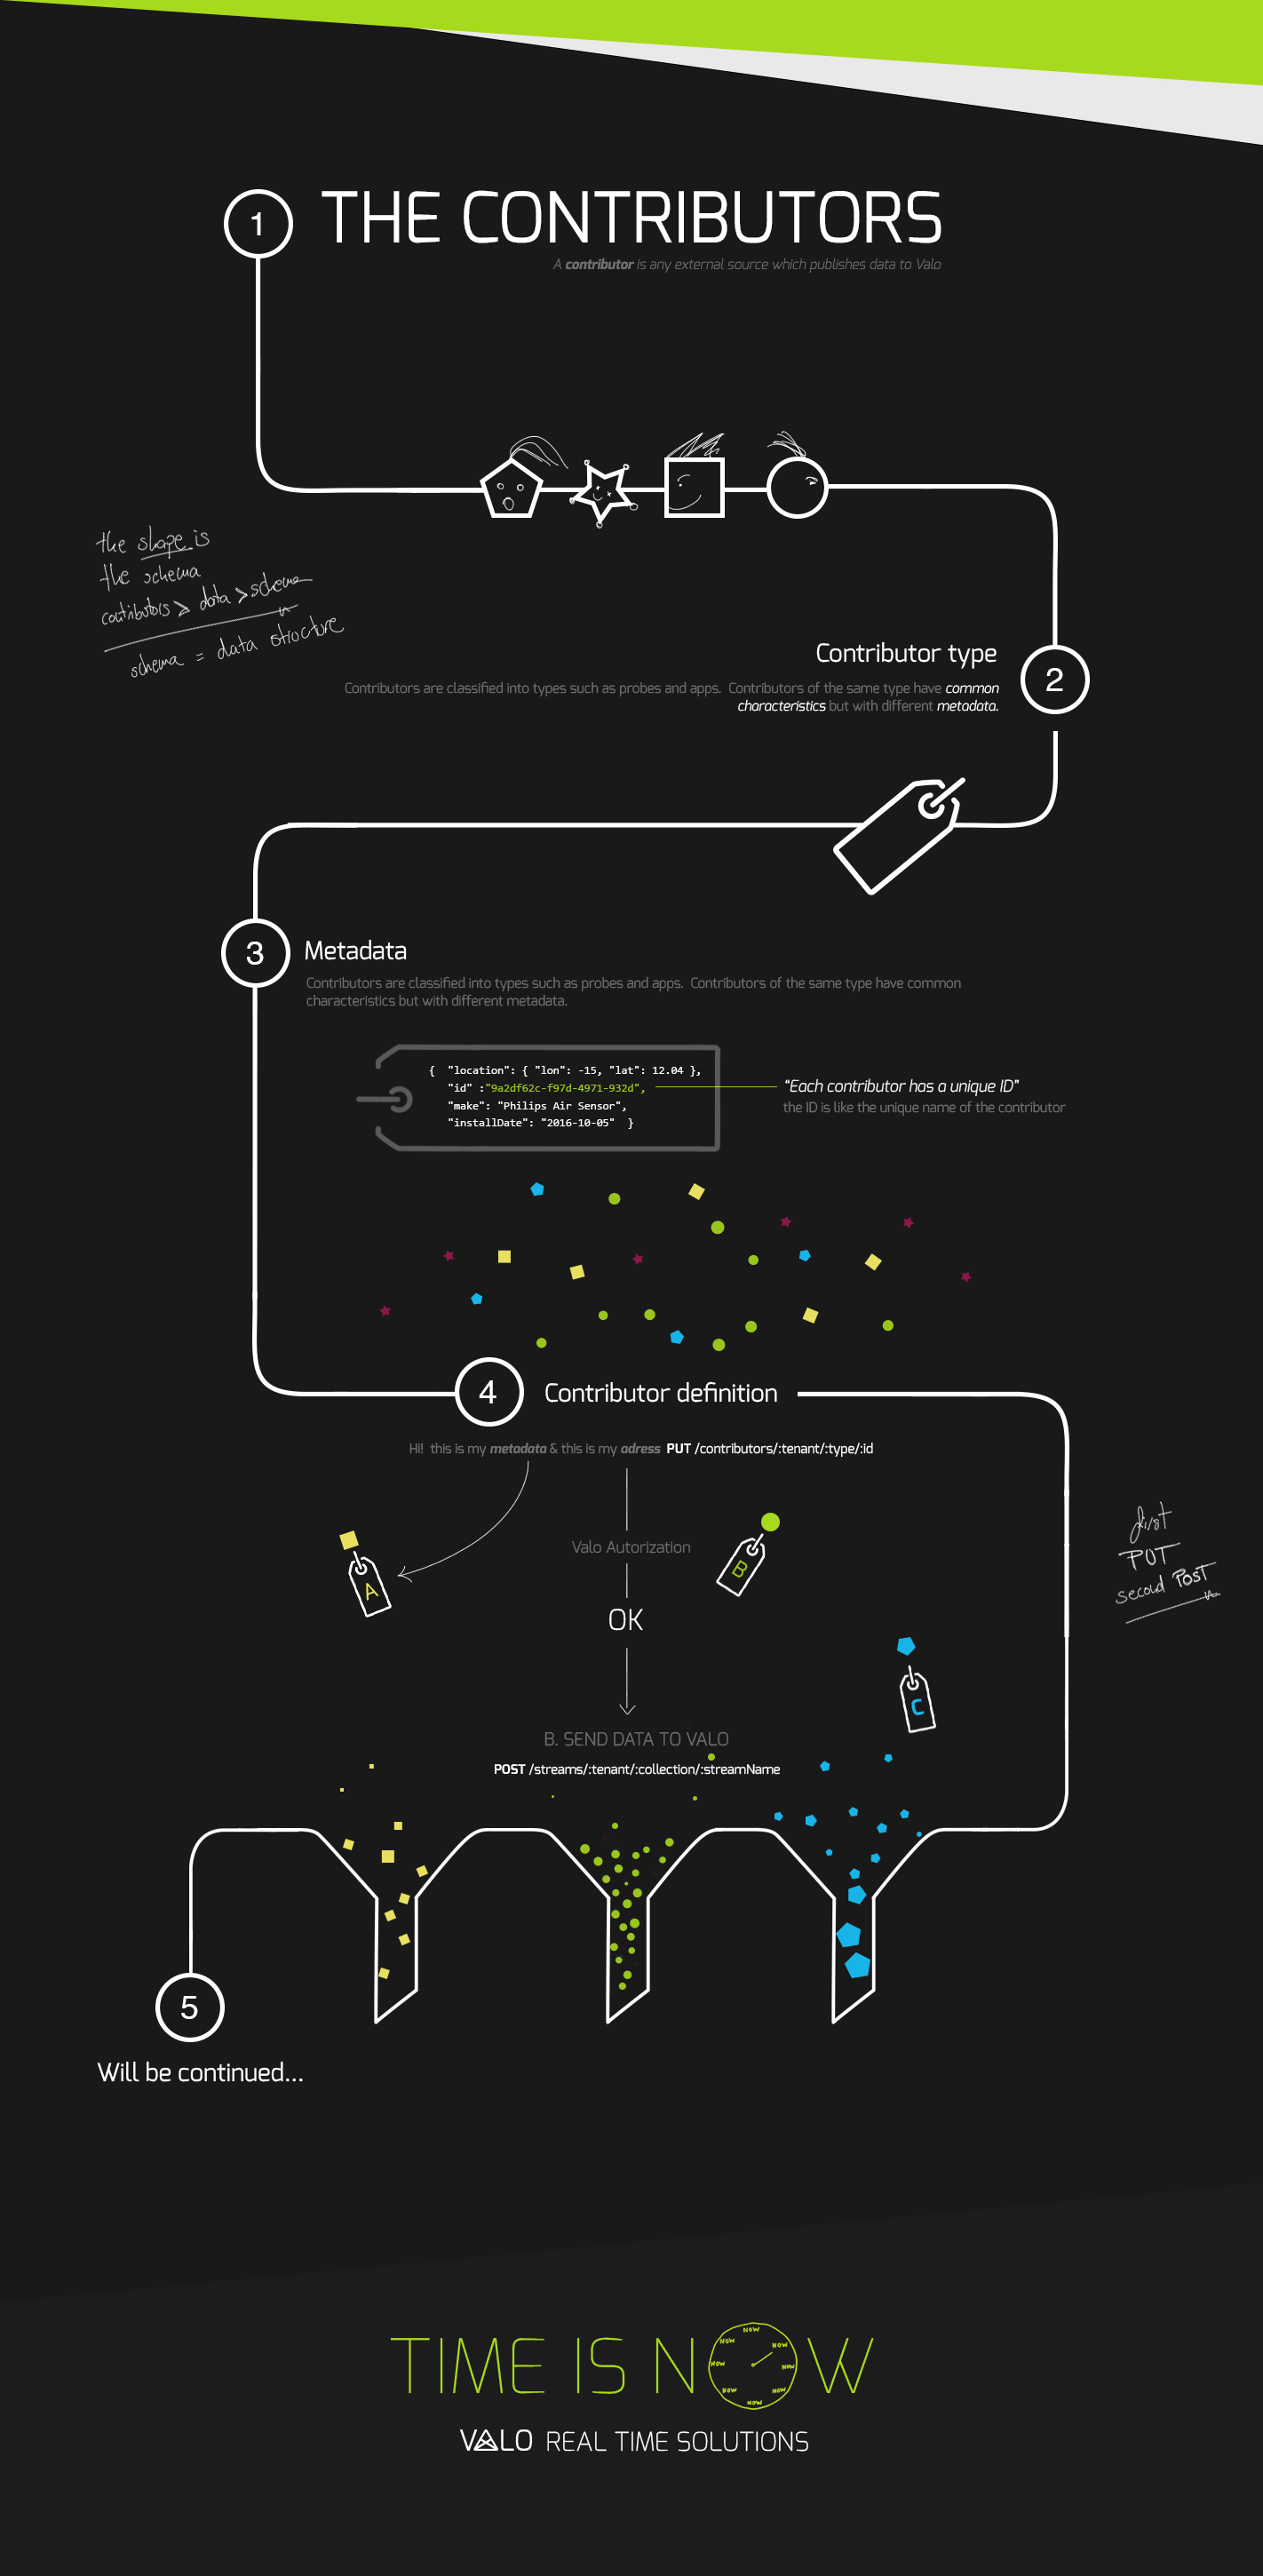 1 THE CONTRIBUTORS
A contributor is any external source which publishes data to Valo
the shape is
the schema
contributors > data > schema
schema = data structure
Contributor type
2
Contributors are classified into types such as probes and apps. Contributors of the same type have common
characteristics but with different metadata.
3 Metadata
Contributors are classified into types such as probes and apps. Contributors of the same type have common
characteristics but with different metadata.
{ "location": { "lon": -15, "lat": 12.04 },
"id" :"9a2df62c-f97d-4971-932d",
"make": "Philips Air Sensor",
"installDate": "2016-10-05" }
“Each contributor has a unique ID”
the ID is like the unique name of the contributor
4 Contributor definition
Hi! this is my metadata & this is my adress PUT /contributors/:tenant/:type/:id
first
PUT
second POST
Valo Autorization
A
B
OK
C
B. SEND DATA TO VALO
POST /streams/:tenant/:collection/:streamName
5
Will be continued...
TIME IS NOW
NOW
NOW
NOW
NOW
NOW
NOW
NOW
NOW
VALO REAL TIME SOLUTIONS